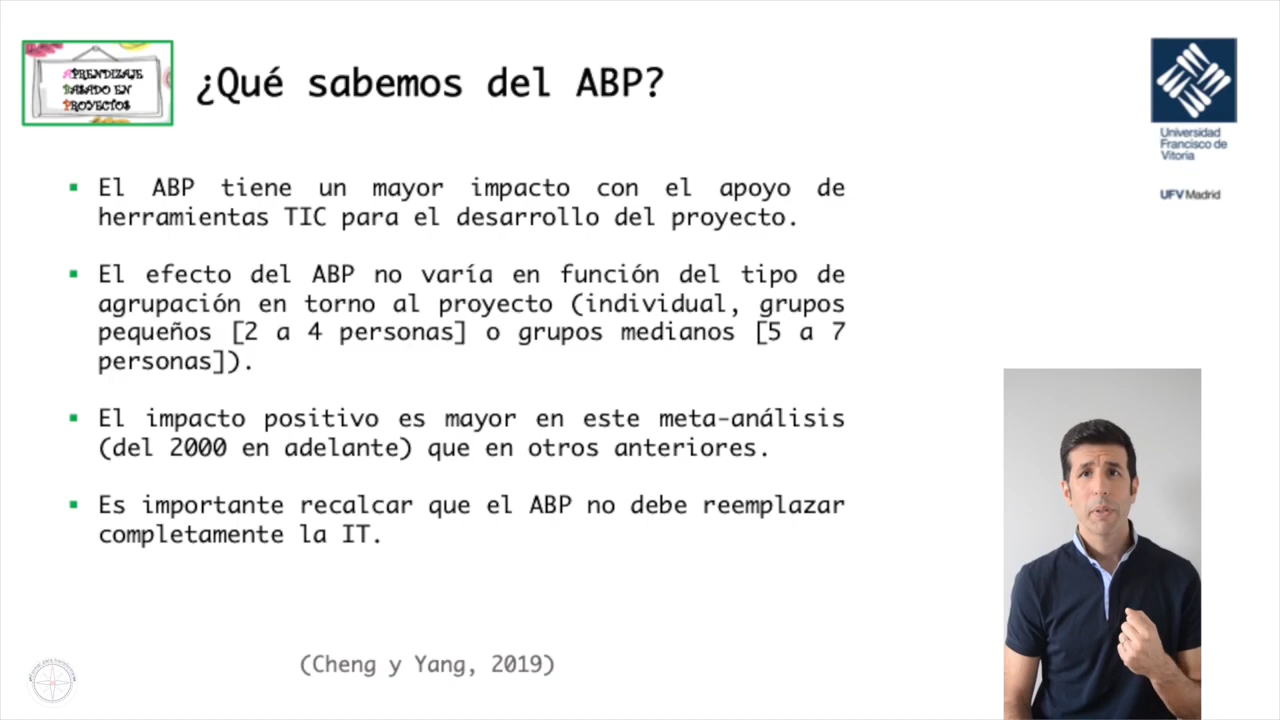 APRENDIZAJE
BASADO EN
PROYECTOS
¿Qué sabemos del ABP?
Universidad
Francisco de
Vitoria
UFV Madrid
El ABP tiene un mayor impacto con el apoyo de
herramientas TIC para el desarrollo del proyecto.
El efecto del ABP no varía en función del tipo de
agrupación en torno al proyecto (individual, grupos
pequeños [2 a 4 personas] o grupos medianos [5 a 7
personas]).
El impacto positivo es mayor en este meta-análisis
(del 2000 en adelante) que en otros anteriores.
Es importante recalcar que el ABP no debe reemplazar
completamente la IT.
(Cheng y Yang, 2019)